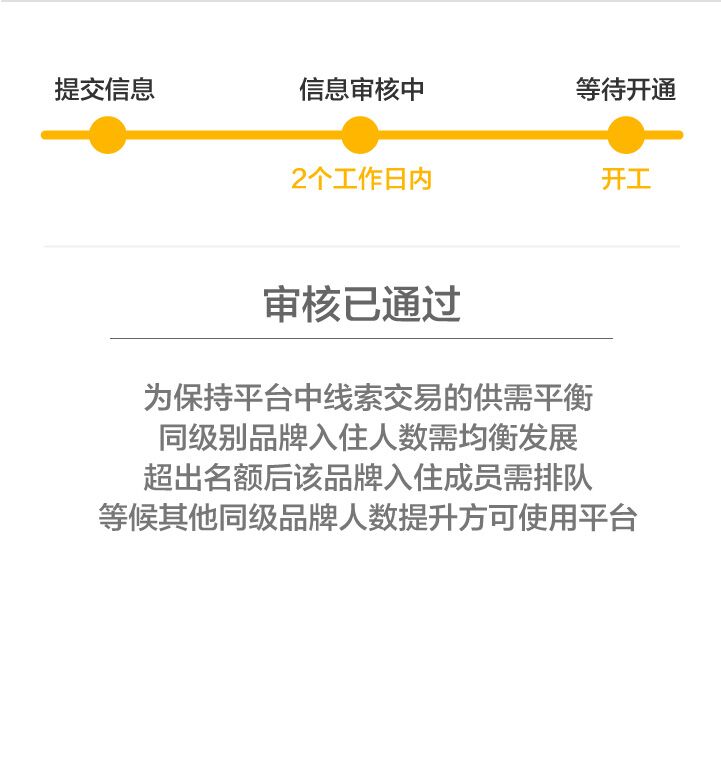 提交信息 信息审核中 等待开通
2个工作日内 开工
审核已通过
为保持平台中线索交易的供需平衡
同级别品牌入住人数需均衡发展
超出名额后该品牌入住成员需排队
等候其他同级品牌人数提升方可使用平台